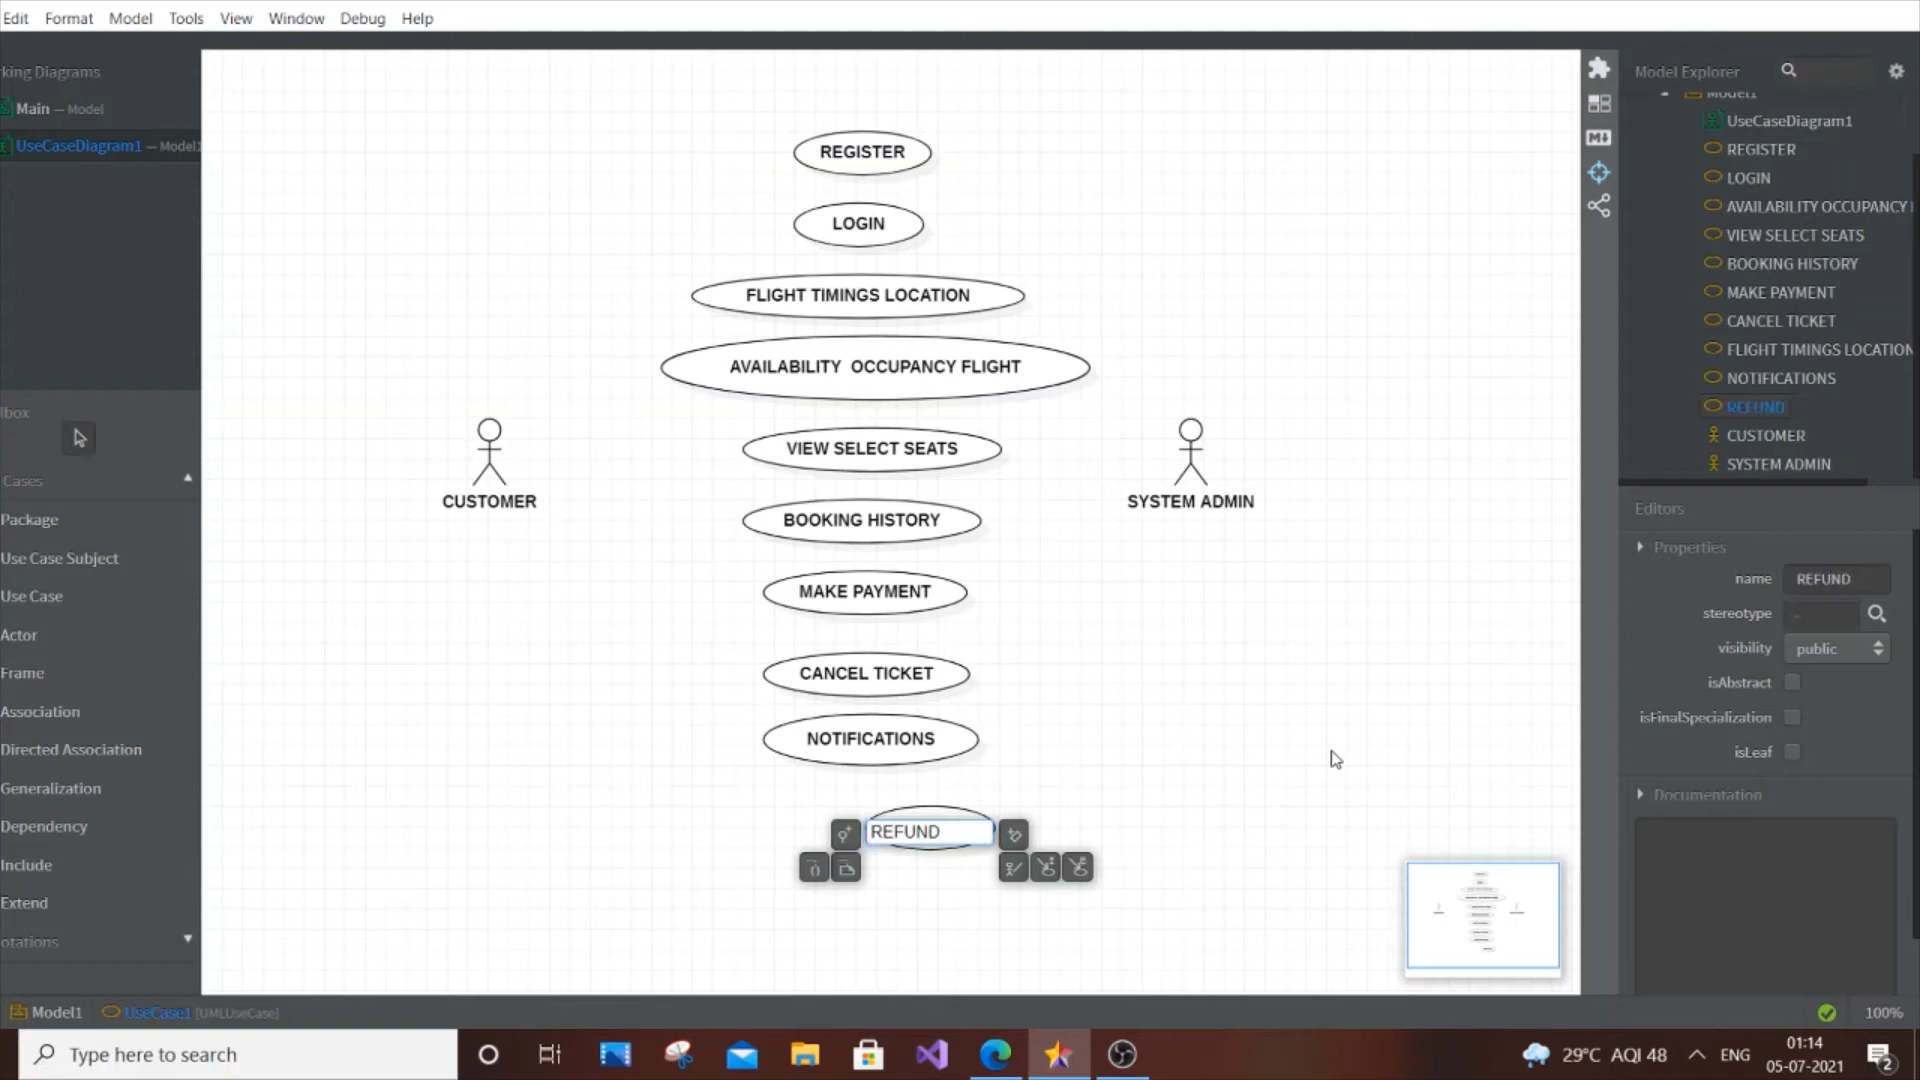 Edit Format Model Tools View Window Debug Help
king Diagrams
Main — Model
UseCaseDiagram1 — Model1
lbox
Cases
Package
Use Case Subject
Use Case
Actor
Frame
Association
Directed Association
Generalization
Dependency
Include
Extend
otations
REGISTER
LOGIN
FLIGHT TIMINGS LOCATION
AVAILABILITY OCCUPANCY FLIGHT
VIEW SELECT SEATS
CUSTOMER
SYSTEM ADMIN
BOOKING HISTORY
MAKE PAYMENT
CANCEL TICKET
NOTIFICATIONS
REFUND
Model Explorer
Model1
UseCaseDiagram1
REGISTER
LOGIN
AVAILABILITY OCCUPANCY
VIEW SELECT SEATS
BOOKING HISTORY
MAKE PAYMENT
CANCEL TICKET
FLIGHT TIMINGS LOCATION
NOTIFICATIONS
REFUND
CUSTOMER
SYSTEM ADMIN
Editors
Properties
name REFUND
stereotype —
visibility public
isAbstract
isFinalSpecialization
isLeaf
Documentation
Model1 UseCase1 [UMLUseCase]
100%
Type here to search
29°C AQI 48
ENG
01:14
05-07-2021
2